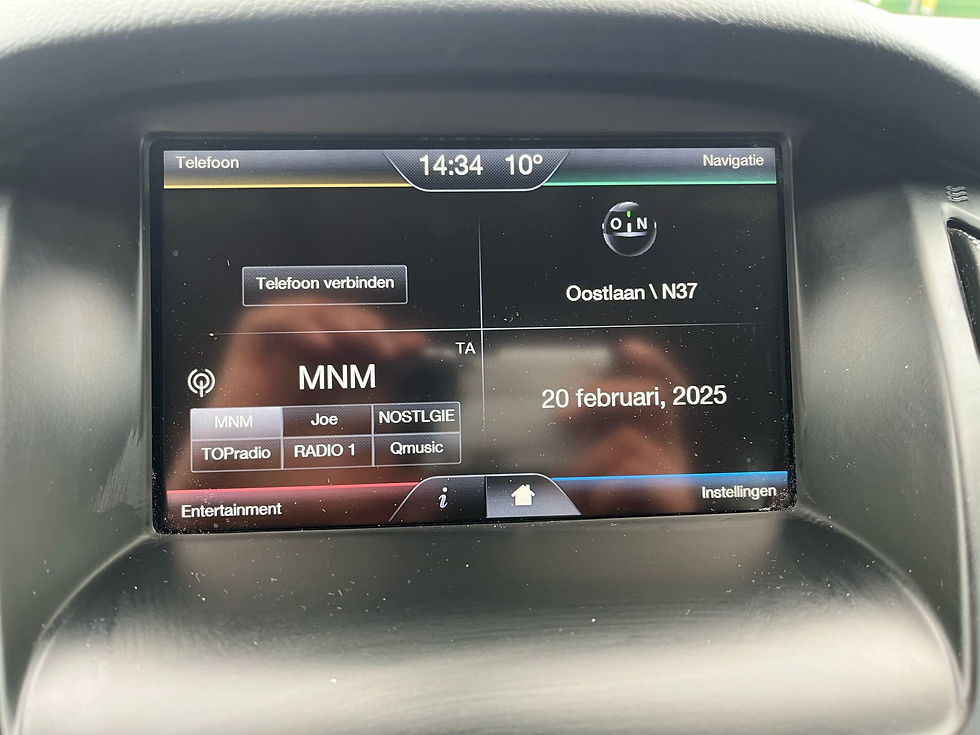 Telefoon
14:34 10°
Navigatie
O N
Telefoon verbinden
Oostlaan \ N37
TA
MNM
20 februari, 2025
MNM Joe NOSTLGIE
TOPradio RADIO 1 Qmusic
Entertainment
i
Instellingen